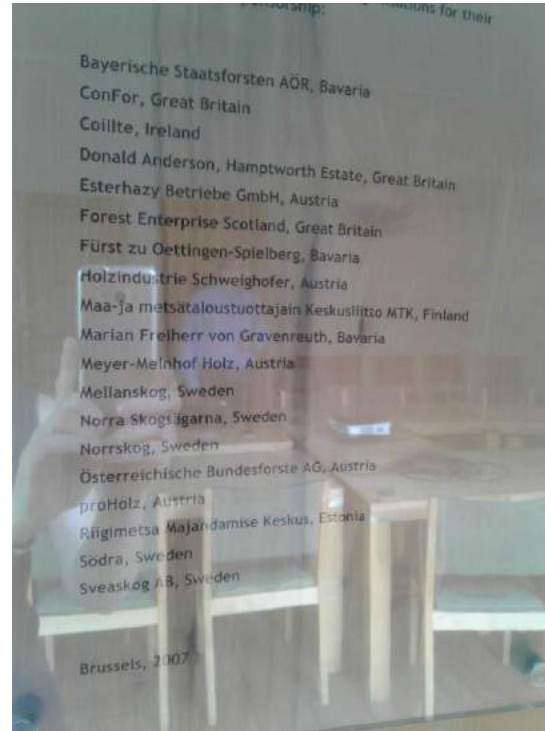 for their
sponsorship:
Bayerische Staatsforsten AÖR, Bavaria
ConFor, Great Britain
Coillte, Ireland
Donald Anderson, Hamptworth Estate, Great Britain
Esterhazy Betriebe GmbH, Austria
Forest Enterprise Scotland, Great Britain
Fürst zu Oettingen-Spielberg, Bavaria
Holzindustrie Schweighofer, Austria
Maa-ja metsätaloustuottajain Keskusliitto MTK, Finland
Marian Freiherr von Gravenreuth, Bavaria
Meyer-Melnhof Holz, Austria
Mellanskog, Sweden
Norra Skogsägarna, Sweden
Norrskog, Sweden
Österreichische Bundesforste AG, Austria
proHolz, Austria
Riigimetsa Majandamise Keskus, Estonia
Södra, Sweden
Sveaskog AB, Sweden
Brussels, 2007